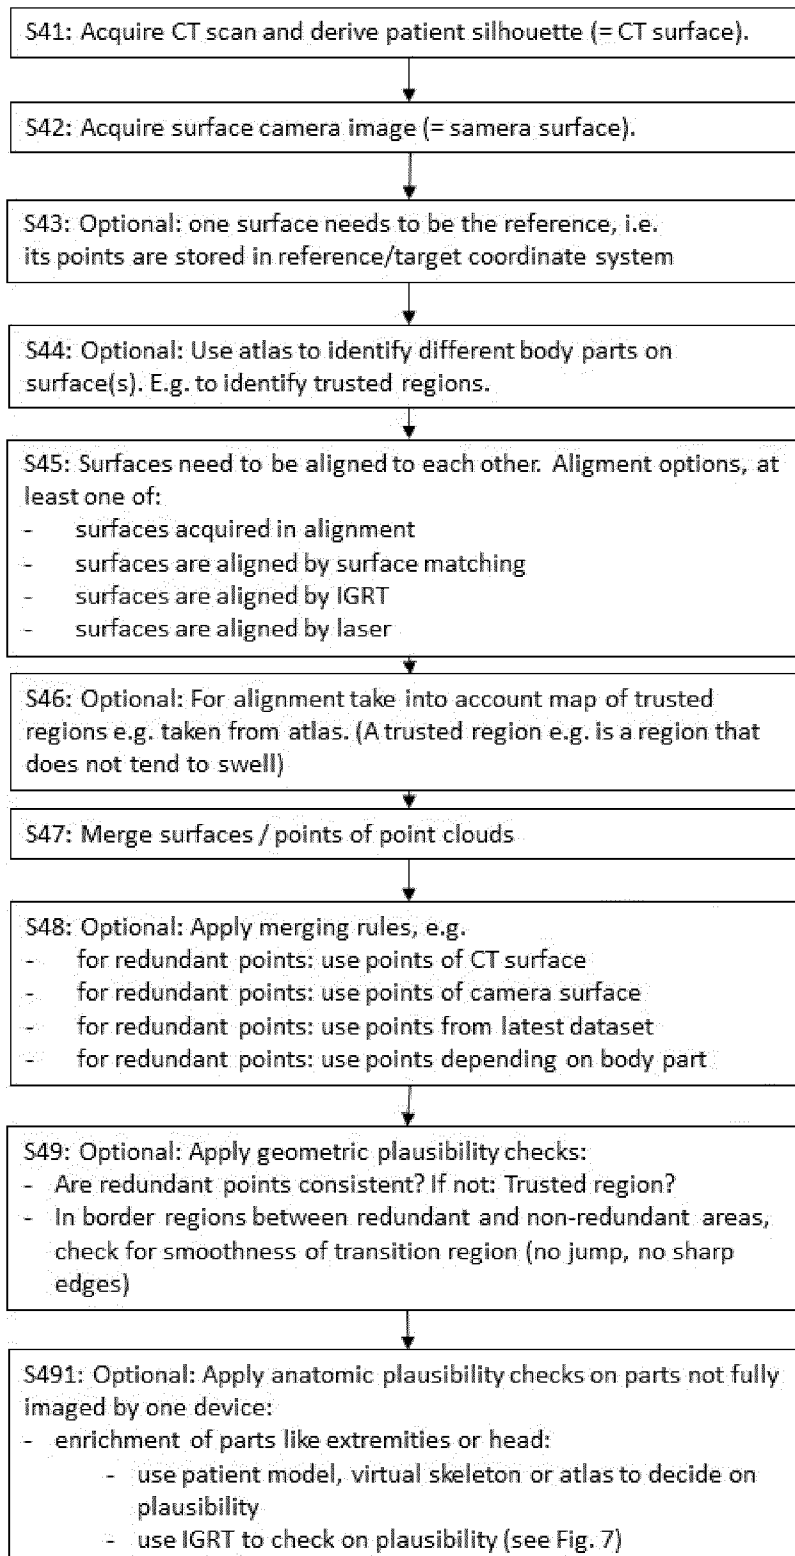 S41: Acquire CT scan and derive patient silhouette (= CT surface).
S42: Acquire surface camera image (= samera surface).
S43: Optional: one surface needs to be the reference, i.e.
its points are stored in reference/target coordinate system
S44: Optional: Use atlas to identify different body parts on
surface(s). E.g. to identify trusted regions.
S45: Surfaces need to be aligned to each other. Aligment options, at
least one of:
- surfaces acquired in alignment
- surfaces are aligned by surface matching
- surfaces are aligned by IGRT
- surfaces are aligned by laser
S46: Optional: For alignment take into account map of trusted
regions e.g. taken from atlas. (A trusted region e.g. is a region that
does not tend to swell)
S47: Merge surfaces / points of point clouds
S48: Optional: Apply merging rules, e.g.
- for redundant points: use points of CT surface
- for redundant points: use points of camera surface
- for redundant points: use points from latest dataset
- for redundant points: use points depending on body part
S49: Optional: Apply geometric plausibility checks:
- Are redundant points consistent? If not: Trusted region?
- In border regions between redundant and non-redundant areas,
check for smoothness of transition region (no jump, no sharp
edges)
S491: Optional: Apply anatomic plausibility checks on parts not fully
imaged by one device:
- enrichment of parts like extremities or head:
- use patient model, virtual skeleton or atlas to decide on
plausibility
- use IGRT to check on plausibility (see Fig. 7)